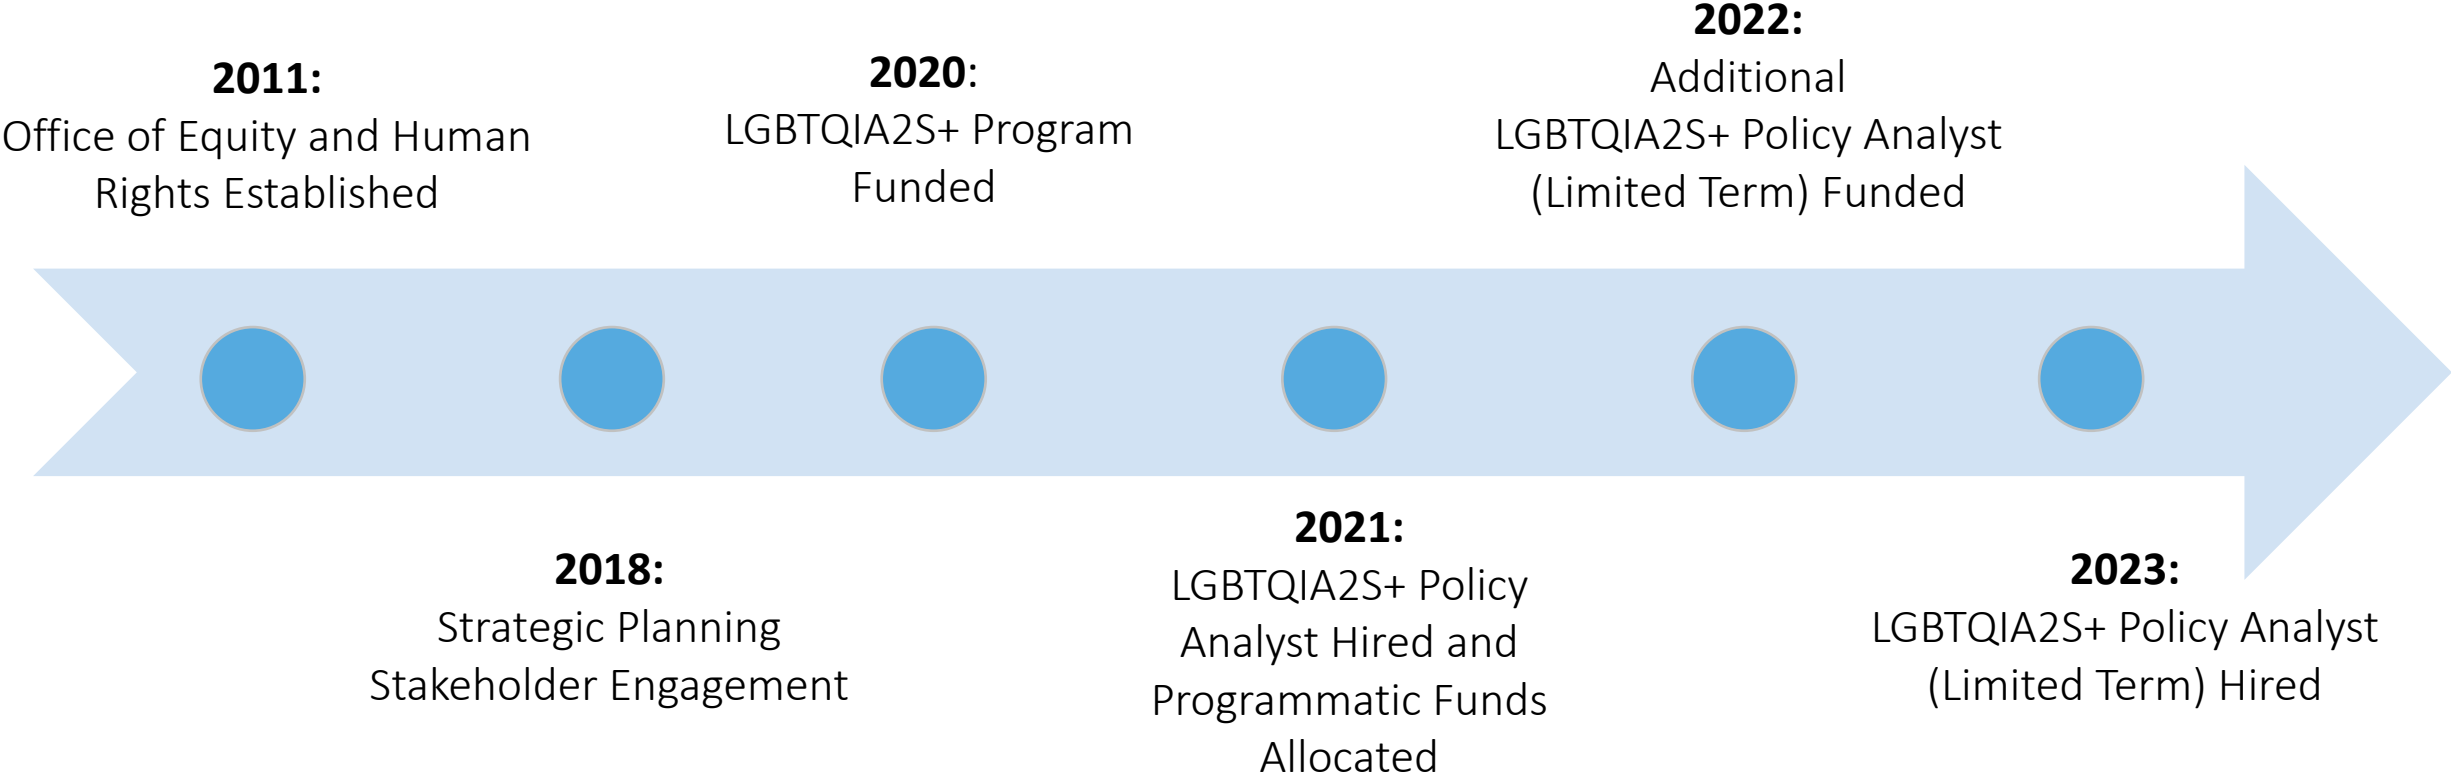 2011:
Office of Equity and Human
Rights Established
2018:
Strategic Planning
Stakeholder Engagement
2020:
LGBTQIA2S+ Program
Funded
2021:
LGBTQIA2S+ Policy
Analyst Hired and
Programmatic Funds
Allocated
2022:
Additional
LGBTQIA2S+ Policy Analyst
(Limited Term) Funded
2023:
LGBTQIA2S+ Policy Analyst
(Limited Term) Hired